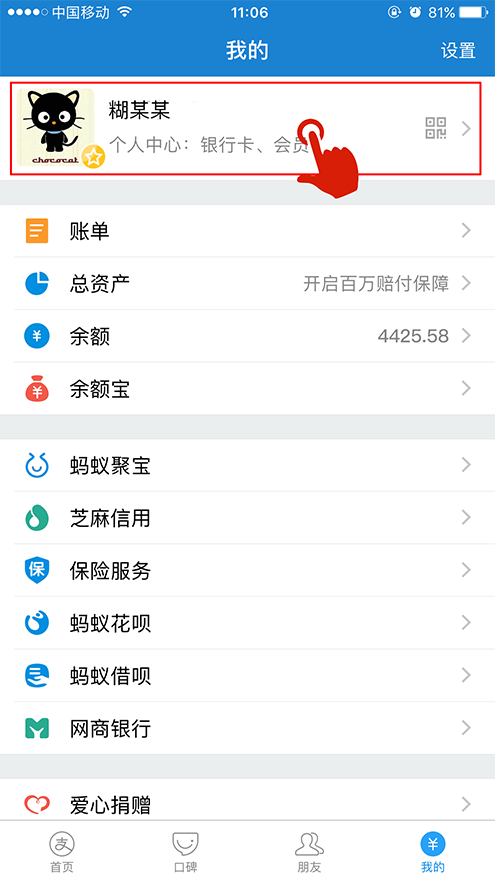 中国移动 11:06 81%
我的 设置
糊某某
chococat
个人中心：银行卡、会员
账单
总资产 开启百万赔付保障
¥ 余额 4425.58
¥ 余额宝
蚂蚁聚宝
芝麻信用
保 保险服务
蚂蚁花呗
蚂蚁借呗
网商银行
爱心捐赠
支 ¥
首页 口碑 朋友 我的